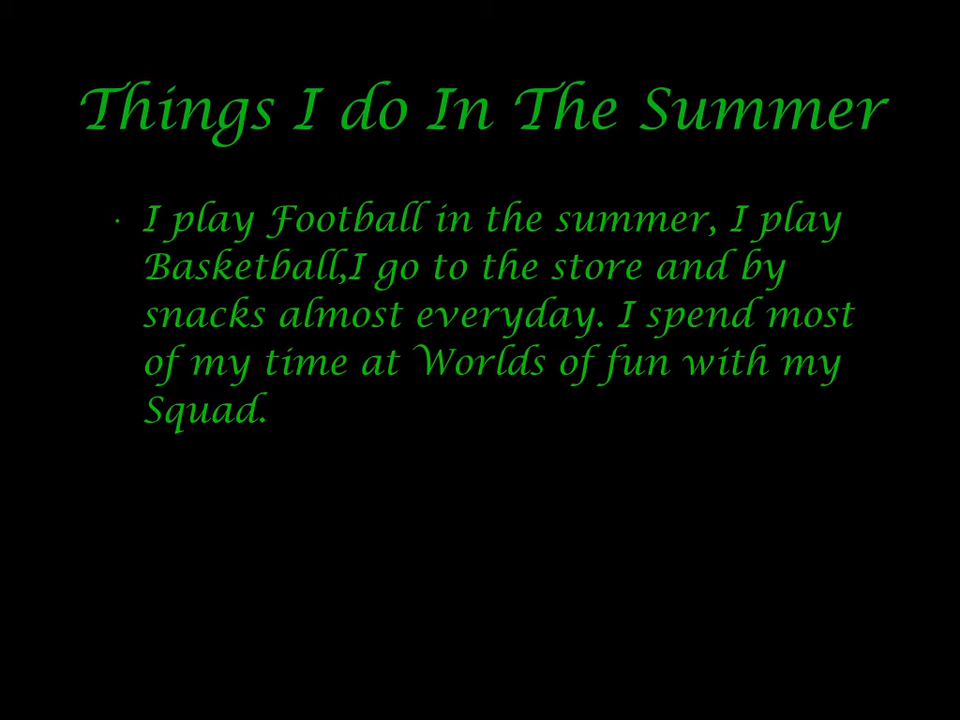 Things I do In The Summer
· I play Football in the summer, I play
Basketball,I go to the store and by
snacks almost everyday. I spend most
of my time at Worlds of fun with my
Squad.